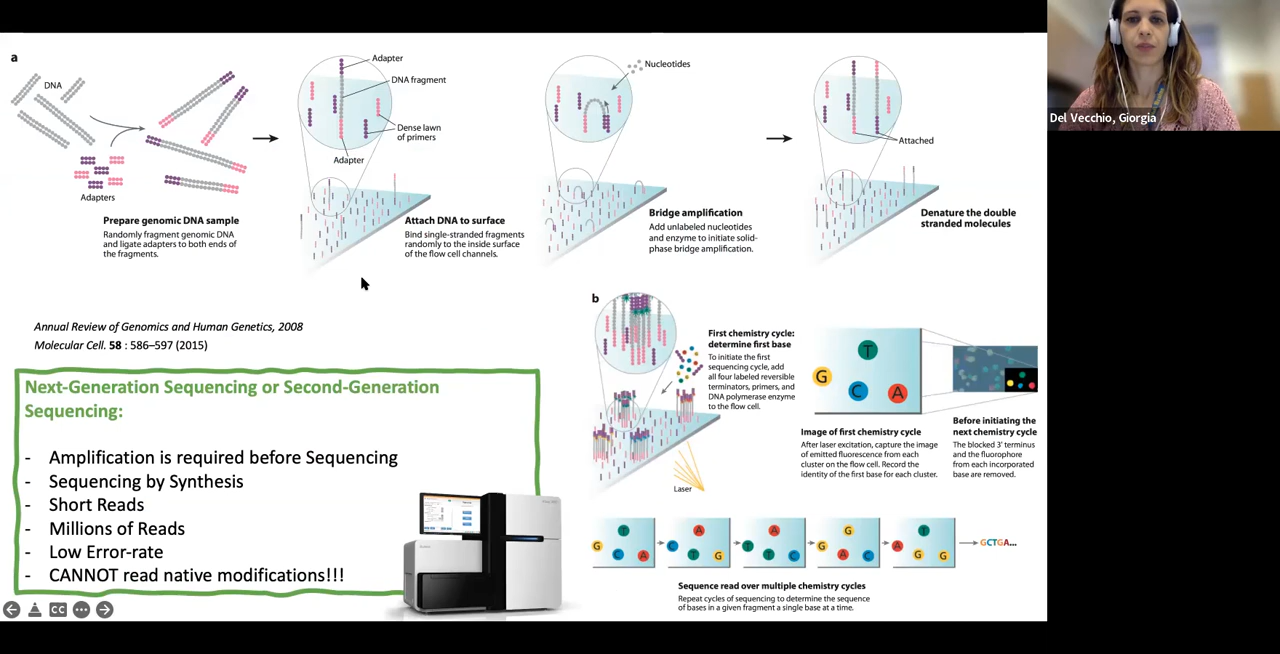 a
DNA
Adapters
Prepare genomic DNA sample
Randomly fragment genomic DNA
and ligate adapters to both ends of
the fragments.
Adapter
DNA fragment
Dense lawn
of primers
Adapter
Attach DNA to surface
Bind single-stranded fragments
randomly to the inside surface
of the flow cell channels.
Nucleotides
Bridge amplification
Add unlabeled nucleotides
and enzyme to initiate solid-
phase bridge amplification.
Attached
Denature the double
stranded molecules
Del Vecchio, Giorgia
Annual Review of Genomics and Human Genetics, 2008
Molecular Cell. 58 : 586–597 (2015)
Next-Generation Sequencing or Second-Generation
Sequencing:
- Amplification is required before Sequencing
- Sequencing by Synthesis
- Short Reads
- Millions of Reads
- Low Error-rate
- CANNOT read native modifications!!!
CC
b
First chemistry cycle:
determine first base
To initiate the first
sequencing cycle, add
all four labeled reversible
terminators, primers, and
DNA polymerase enzyme
to the flow cell.
Laser
T
G
C
A
Image of first chemistry cycle
After laser excitation, capture the image
of emitted fluorescence from each
cluster on the flow cell. Record the
identity of the first base for each cluster.
Before initiating the
next chemistry cycle
The blocked 3' terminus
and the fluorophore
from each incorporated
base are removed.
T
G
C A
A
C
T G
A
T
T C
G
G
A C
T
A
G G
GCTGA...
Sequence read over multiple chemistry cycles
Repeat cycles of sequencing to determine the sequence
of bases in a given fragment a single base at a time.